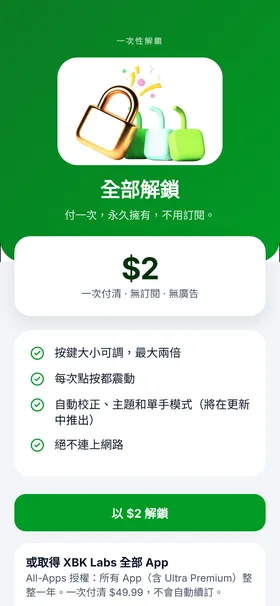 一次性解鎖
全部解鎖
付一次，永久擁有，不用訂閱。
$2
一次付清 · 無訂閱 · 無廣告
按鍵大小可調，最大兩倍
每次點按都震動
自動校正、主題和單手模式（將在更新
中推出）
絕不連上網路
以 $2 解鎖
或取得 XBK Labs 全部 App
All-Apps 授權：所有 App（含 Ultra Premium）整
整一年。一次付清 $49.99，不會自動續訂。